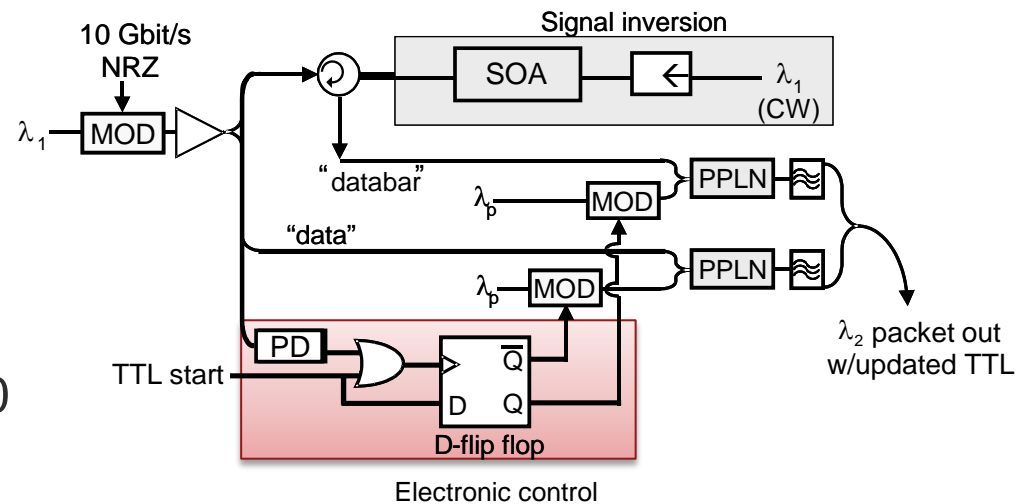 Signal inversion
10 Gbit/s
NRZ
λ1
MOD
SOA
λ1
(CW)
"databar"
λp
MOD
PPLN
"data"
λp
MOD
PPLN
λ2 packet out
w/updated TTL
PD
TTL start
Q̅
D
Q
D-flip flop
Electronic control
)